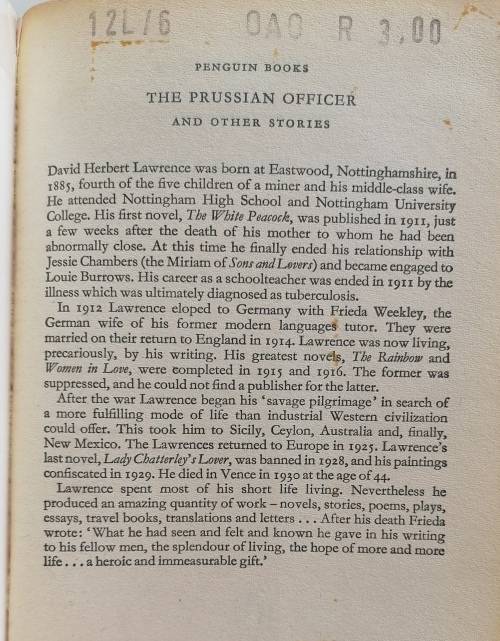 12L/6 OAO R 3,00
PENGUIN BOOKS
THE PRUSSIAN OFFICER
AND OTHER STORIES
David Herbert Lawrence was born at Eastwood, Nottinghamshire, in
1885, fourth of the five children of a miner and his middle-class wife.
He attended Nottingham High School and Nottingham University
College. His first novel, The White Peacock, was published in 1911, just
a few weeks after the death of his mother to whom he had been
abnormally close. At this time he finally ended his relationship with
Jessie Chambers (the Miriam of Sons and Lovers) and became engaged to
Louie Burrows. His career as a schoolteacher was ended in 1911 by the
illness which was ultimately diagnosed as tuberculosis.
In 1912 Lawrence eloped to Germany with Frieda Weekley, the
German wife of his former modern languages tutor. They were
married on their return to England in 1914. Lawrence was now living,
precariously, by his writing. His greatest novels, The Rainbow and
Women in Love, were completed in 1915 and 1916. The former was
suppressed, and he could not find a publisher for the latter.
After the war Lawrence began his ‘savage pilgrimage’ in search of
a more fulfilling mode of life than industrial Western civilization
could offer. This took him to Sicily, Ceylon, Australia and, finally,
New Mexico. The Lawrences returned to Europe in 1925. Lawrence's
last novel, Lady Chatterley's Lover, was banned in 1928, and his paintings
confiscated in 1929. He died in Vence in 1930 at the age of 44.
Lawrence spent most of his short life living. Nevertheless he
produced an amazing quantity of work – novels, stories, poems, plays,
essays, travel books, translations and letters . . . After his death Frieda
wrote: ‘What he had seen and felt and known he gave in his writing
to his fellow men, the splendour of living, the hope of more and more
life . . . a heroic and immeasurable gift.’